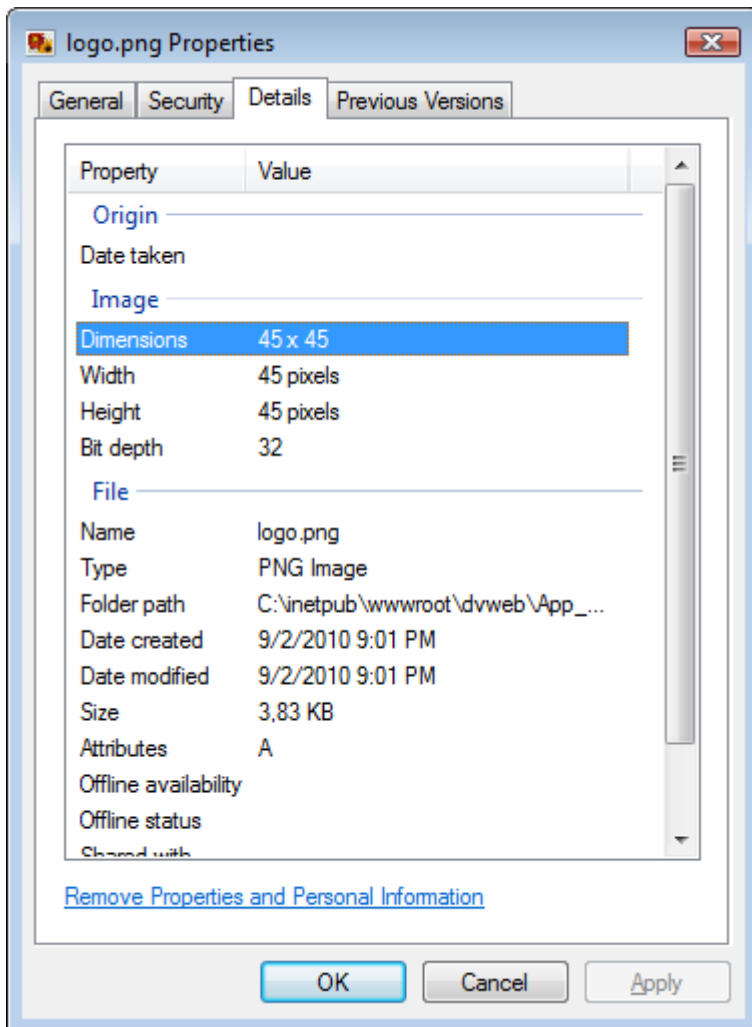 logo.png Properties
General Security Details Previous Versions
Property Value
Origin
Date taken
Image
Dimensions 45 x 45
Width 45 pixels
Height 45 pixels
Bit depth 32
File
Name logo.png
Type PNG Image
Folder path C:\inetpub\wwwroot\dvweb\App_...
Date created 9/2/2010 9:01 PM
Date modified 9/2/2010 9:01 PM
Size 3,83 KB
Attributes A
Offline availability
Offline status
Shared with
Remove Properties and Personal Information
OK Cancel Apply